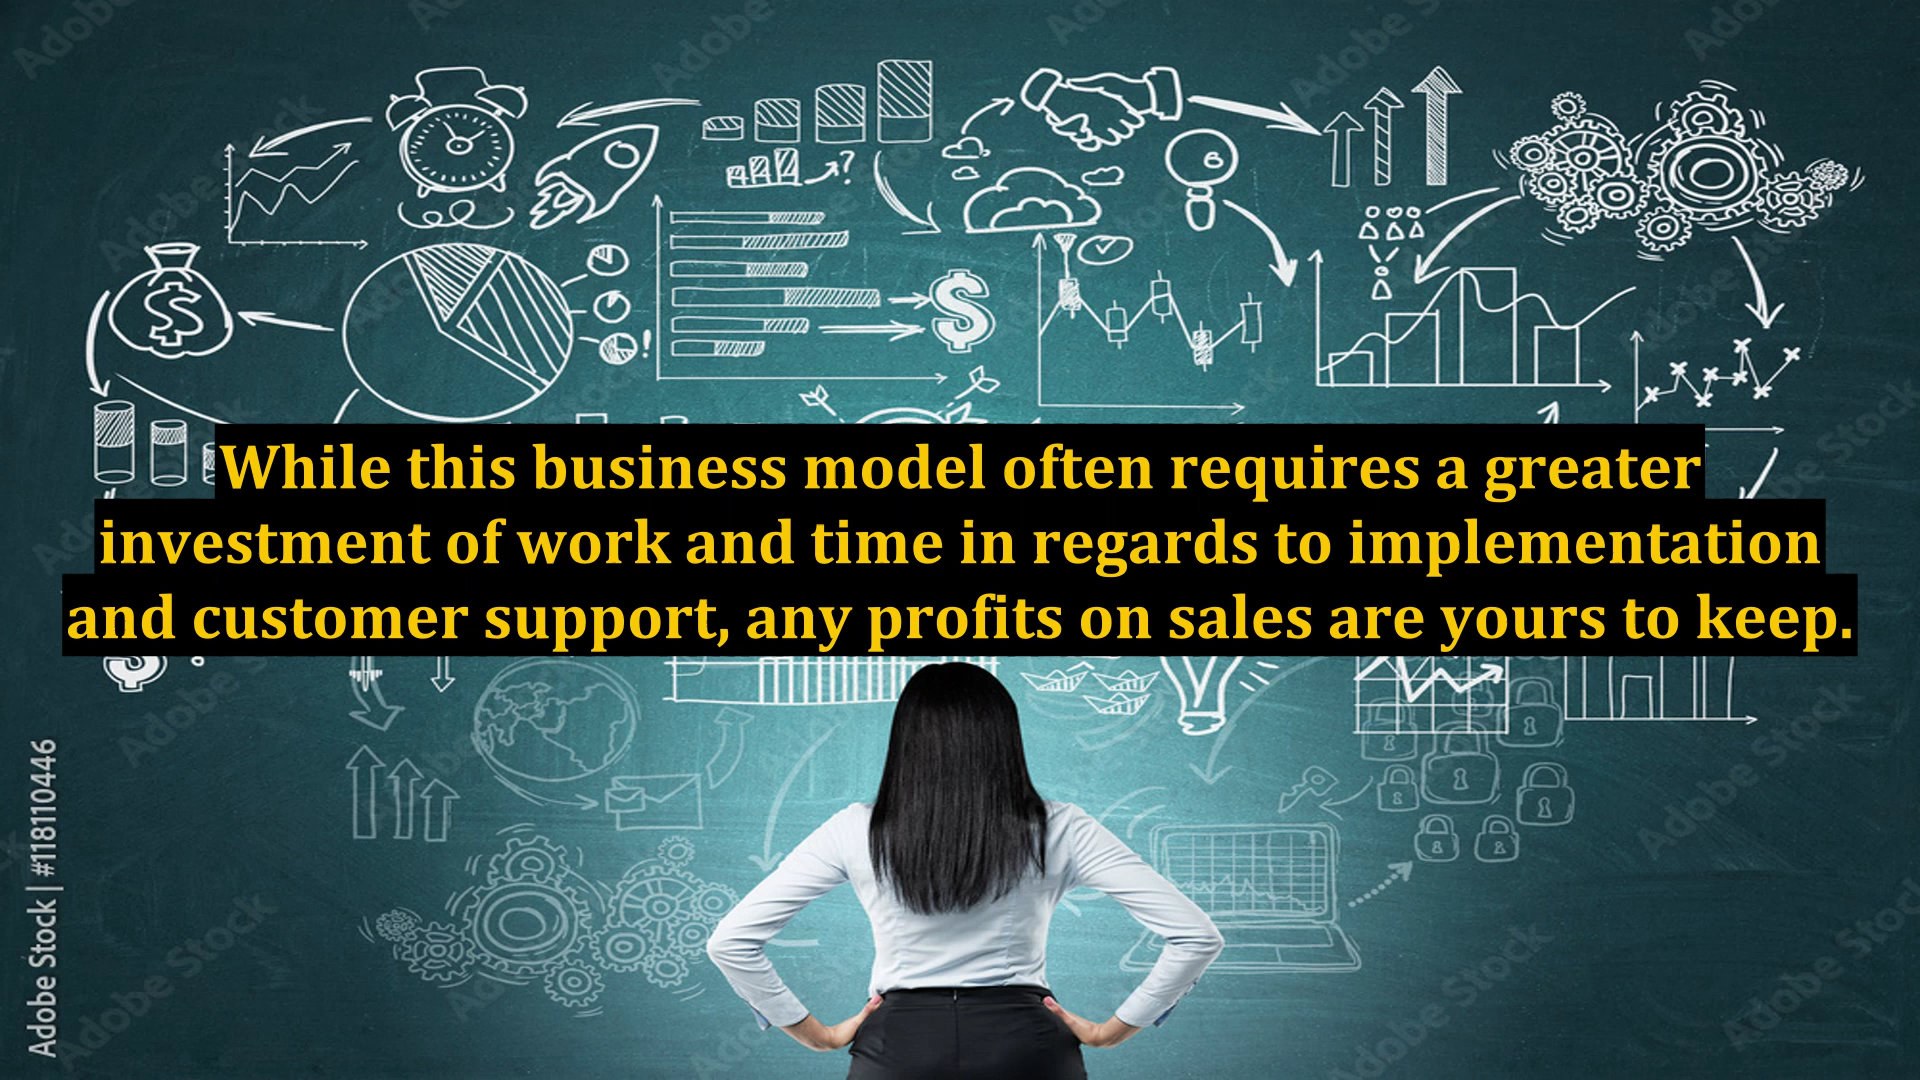 While this business model often requires a greater
investment of work and time in regards to implementation
and customer support, any profits on sales are yours to keep.
Adobe Stock | #118110446